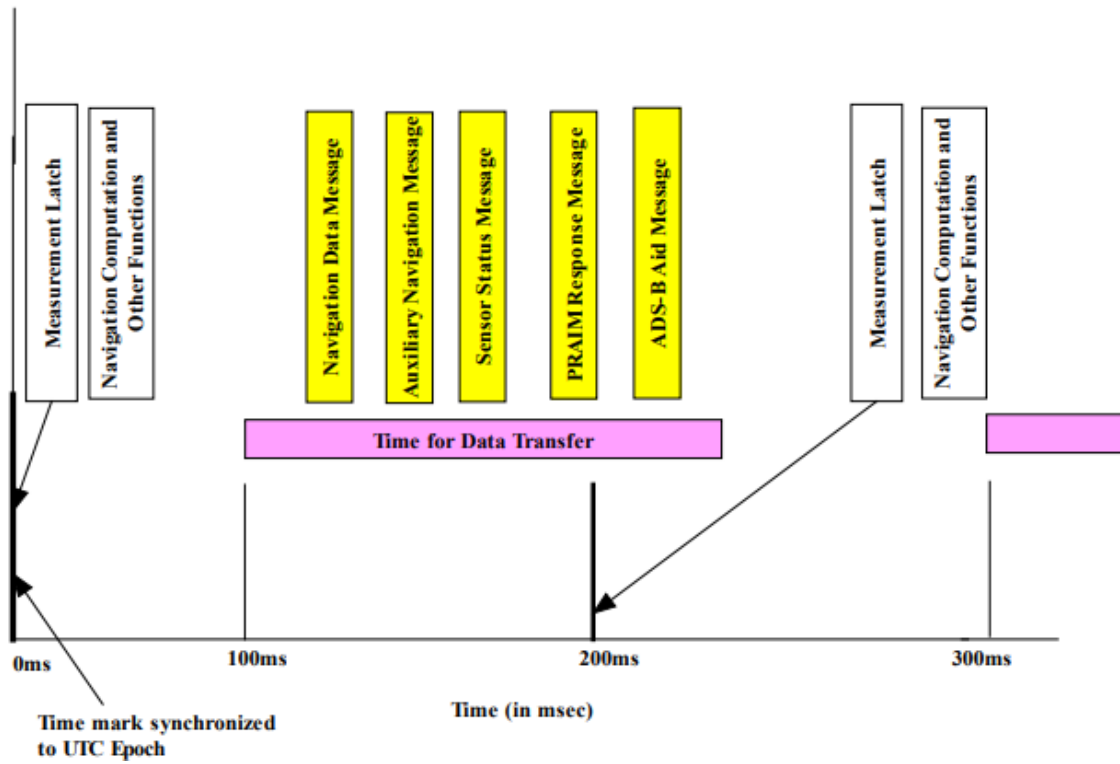 Measurement Latch
Navigation Computation and
Other Functions
Navigation Data Message
Auxiliary Navigation Message
Sensor Status Message
PRAIM Response Message
ADS-B Aid Message
Measurement Latch
Navigation Computation and
Other Functions
Time for Data Transfer
0ms
100ms
200ms
300ms
Time (in msec)
Time mark synchronized
to UTC Epoch